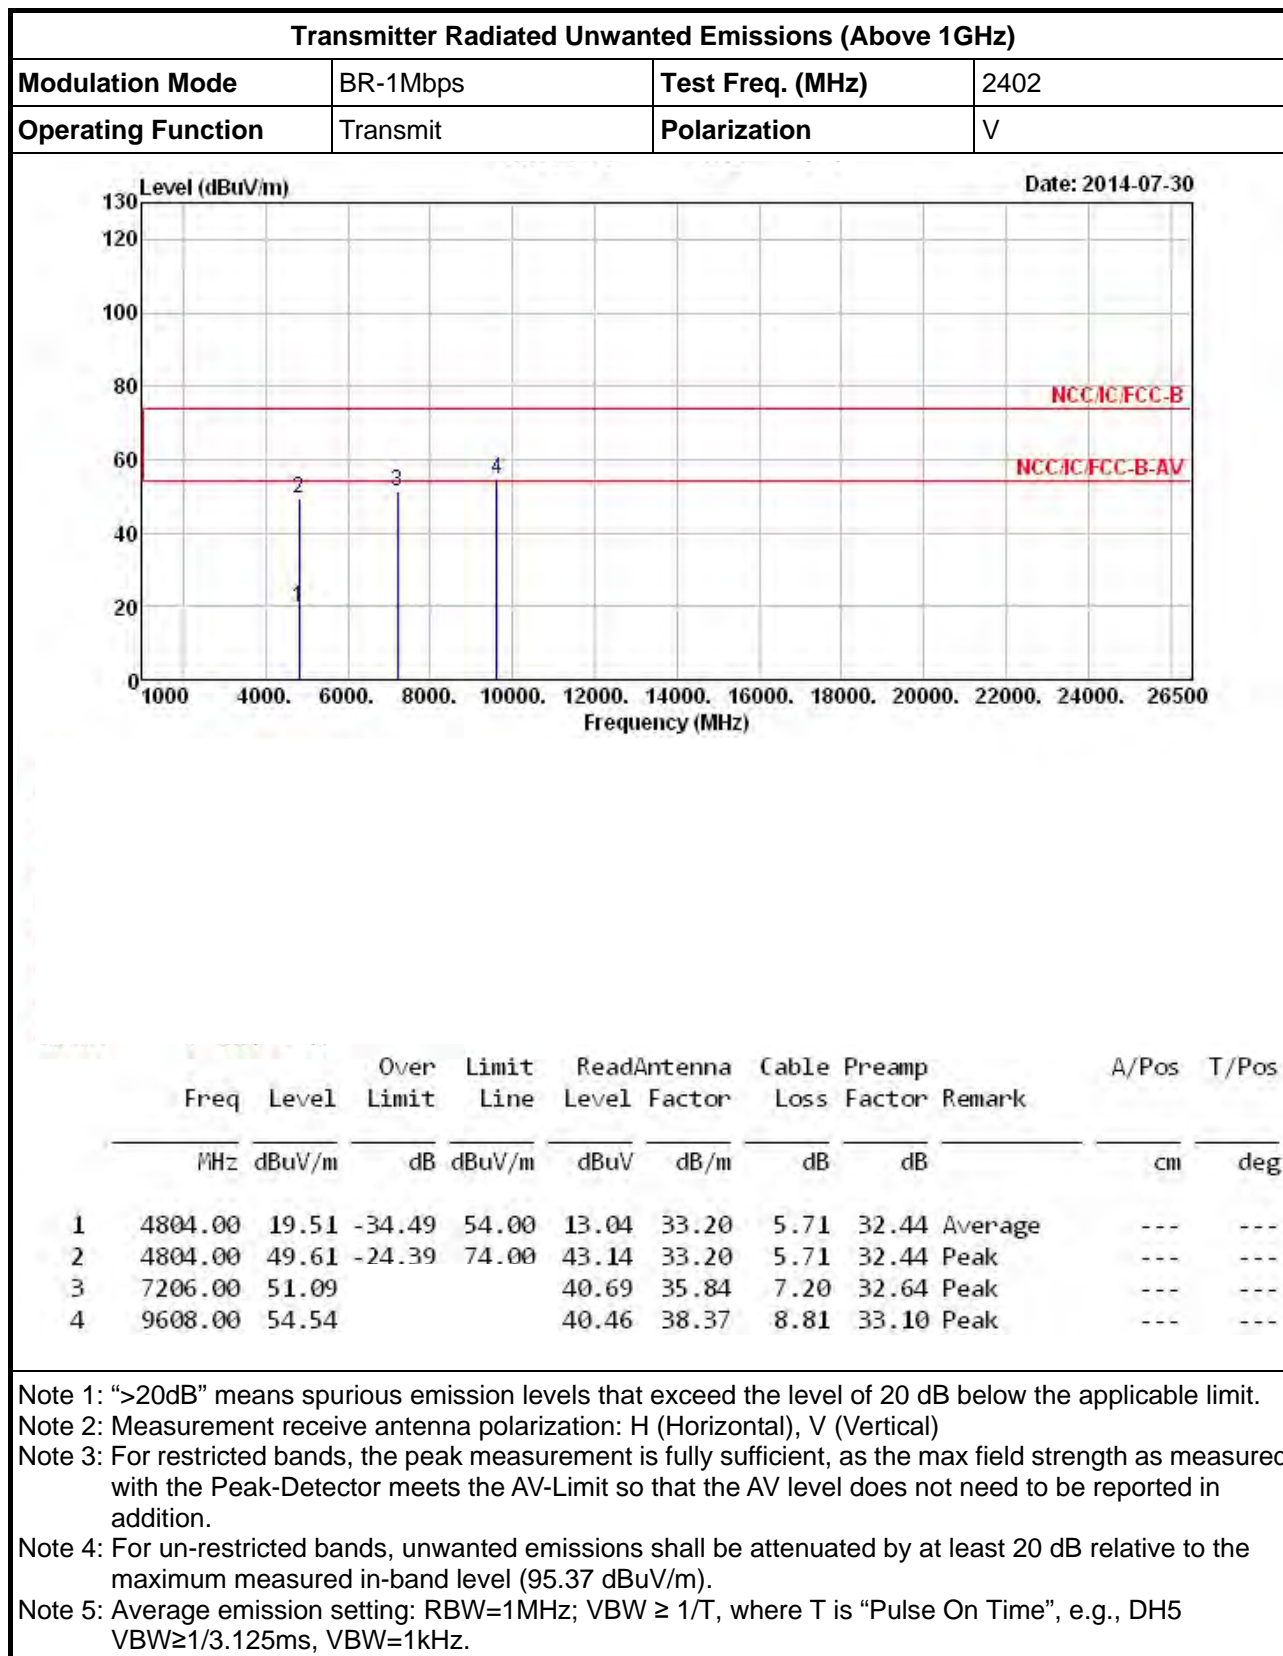 Transmitter Radiated Unwanted Emissions (Above 1GHz)
Modulation Mode BR-1Mbps Test Freq. (MHz) 2402
Operating Function Transmit Polarization V
Level (dBuV/m) Date: 2014-07-30
130
120
100
80
NCC/IC/FCC-B
60
NCC/IC/FCC-B-AV
2 3 4
40
1
20
0
1000 4000. 6000. 8000. 10000. 12000. 14000. 16000. 18000. 20000. 22000. 24000. 26500
Frequency (MHz)
Over Limit ReadAntenna Cable Preamp A/Pos T/Pos
Freq Level Limit Line Level Factor Loss Factor Remark
MHz dBuV/m dB dBuV/m dBuV dB/m dB dB cm deg
1 4804.00 19.51 -34.49 54.00 13.04 33.20 5.71 32.44 Average --- ---
2 4804.00 49.61 -24.39 74.00 43.14 33.20 5.71 32.44 Peak --- ---
3 7206.00 51.09 40.69 35.84 7.20 32.64 Peak --- ---
4 9608.00 54.54 40.46 38.37 8.81 33.10 Peak --- ---
Note 1: “>20dB” means spurious emission levels that exceed the level of 20 dB below the applicable limit.
Note 2: Measurement receive antenna polarization: H (Horizontal), V (Vertical)
Note 3: For restricted bands, the peak measurement is fully sufficient, as the max field strength as measured
with the Peak-Detector meets the AV-Limit so that the AV level does not need to be reported in
addition.
Note 4: For un-restricted bands, unwanted emissions shall be attenuated by at least 20 dB relative to the
maximum measured in-band level (95.37 dBuV/m).
Note 5: Average emission setting: RBW=1MHz; VBW ≥ 1/T, where T is “Pulse On Time”, e.g., DH5
VBW≥1/3.125ms, VBW=1kHz.